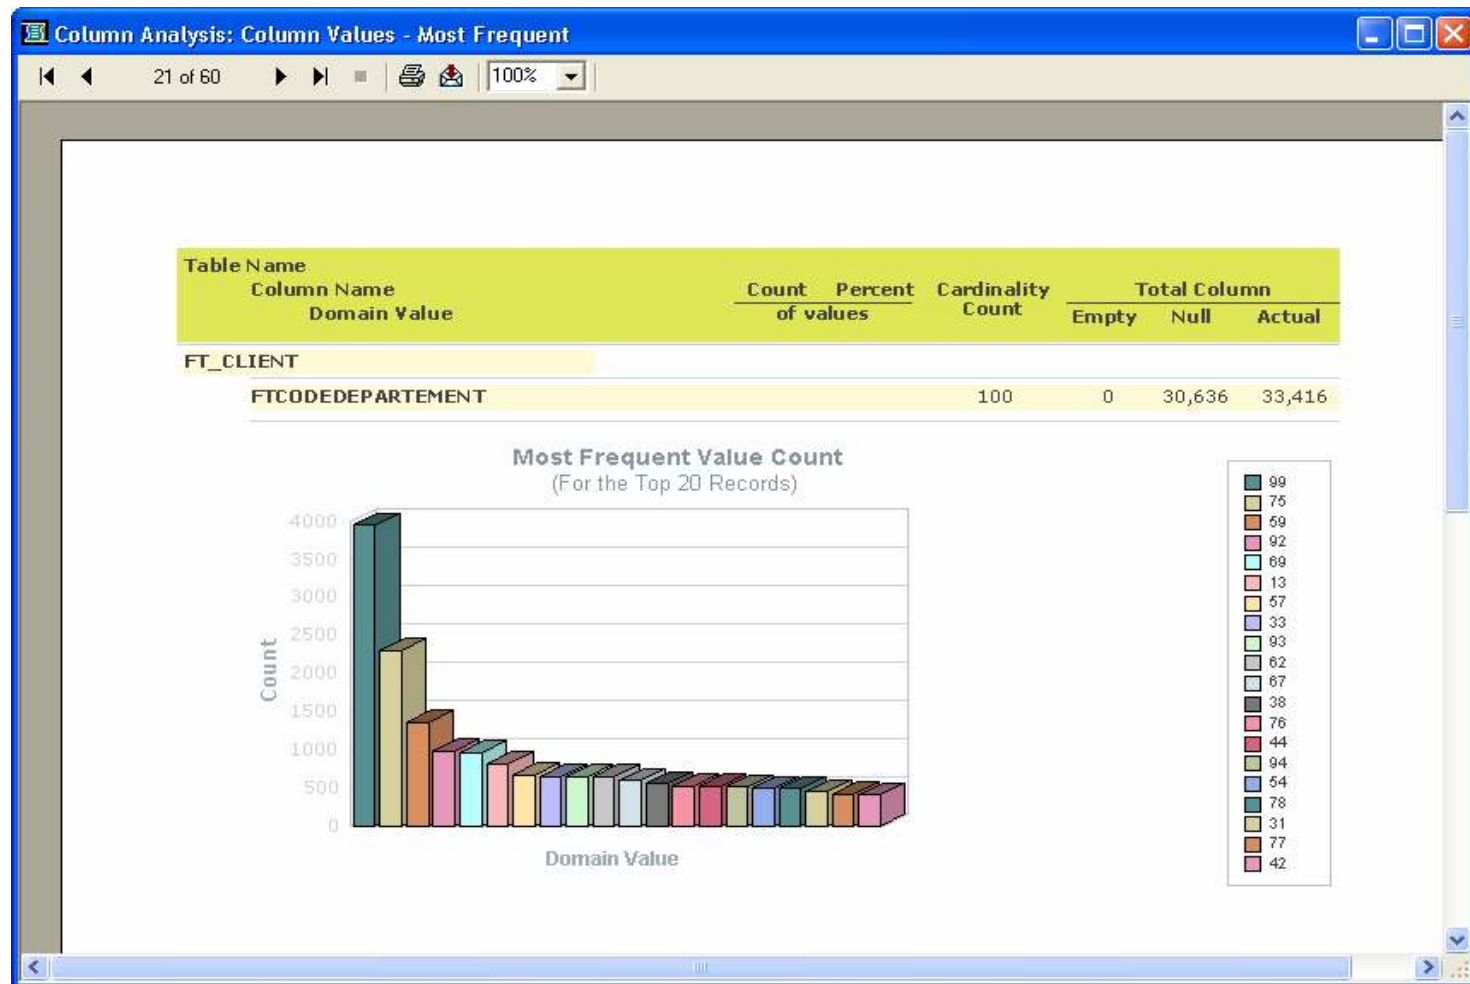 Column Analysis: Column Values - Most Frequent
21 of 60
100%
Table Name
Column Name
Domain Value
Count Percent
of values
Cardinality
Count
Total Column
Empty Null Actual
FT_CLIENT
FTCODEDEPARTEMENT 100 0 30,636 33,416
Most Frequent Value Count
(For the Top 20 Records)
4000
3500
3000
2500
2000
1500
1000
500
0
Count
Domain Value
99
75
59
92
69
13
57
33
93
62
67
38
76
44
94
54
78
31
77
42